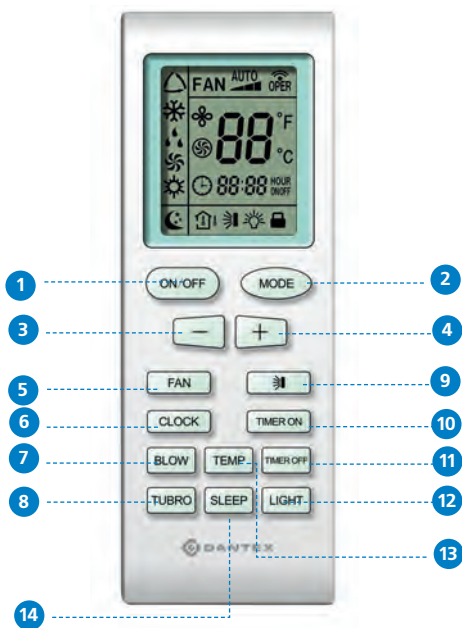 FAN AUTO OPER
88 °F
°C
88:88 HOUR
ON/OFF
1 ON/OFF MODE 2
3 − + 4
5 FAN 9
6 CLOCK TIMER ON 10
7 BLOW TEMP TIMER OFF 11
8 TUBRO SLEEP LIGHT 12
DANTEX
13
14